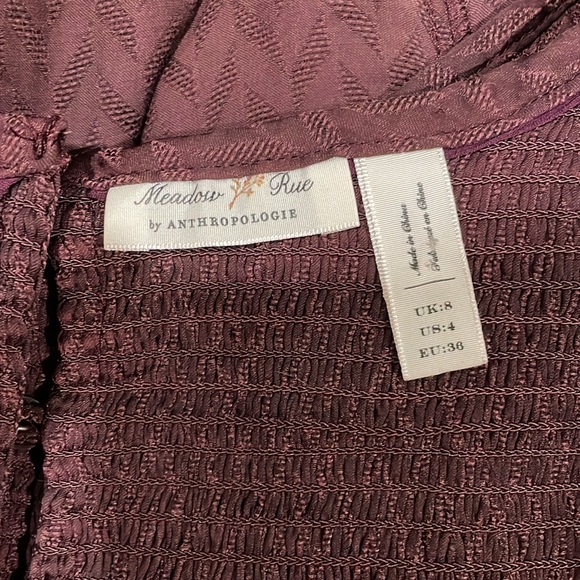 Meadow Rue
by ANTHROPOLOGIE
Made in China
Fabriqué en Chine
UK:8
US:4
EU:36